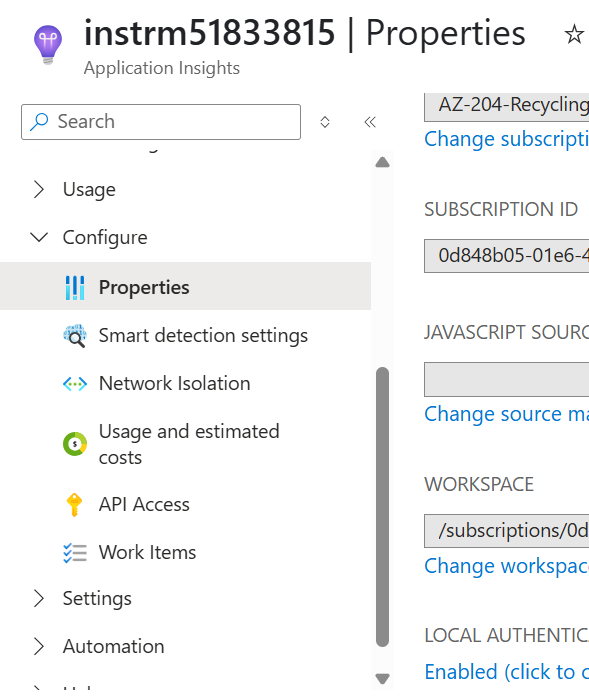 instrm51833815 | Properties
Application Insights
Search
Usage
Configure
Properties
Smart detection settings
Network Isolation
Usage and estimated
costs
API Access
Work Items
Settings
Automation
AZ-204-Recycling
Change subscripti
SUBSCRIPTION ID
0d848b05-01e6-4
JAVASCRIPT SOURC
Change source ma
WORKSPACE
/subscriptions/0d
Change workspac
LOCAL AUTHENTIC
Enabled (click to c